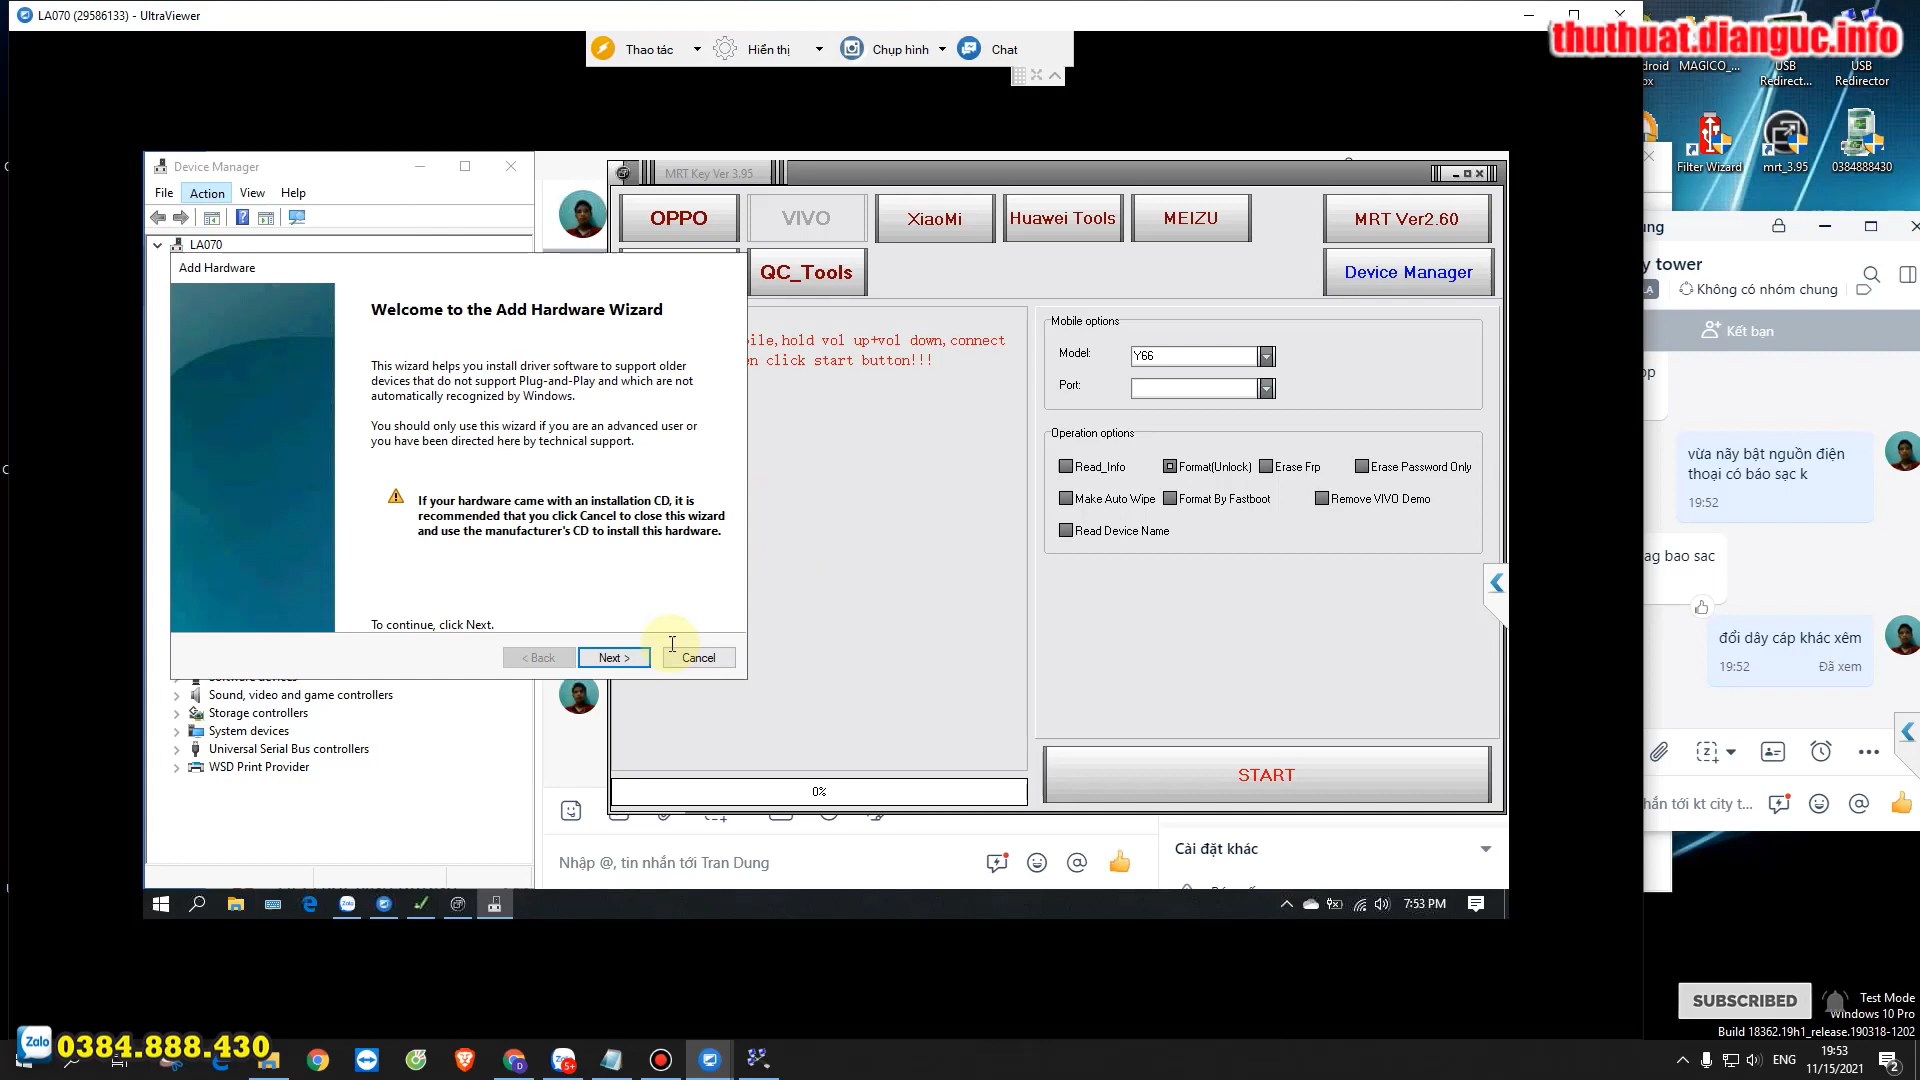 LA070 (29586133) - UltraViewer
thuthuat.dianguc.info
Thao tác
Hiển thị
Chụp hình
Chat
MAGICO_...
USB
Redirect...
USB
Redirector
Filter Wizard
mrt_3.95
0384888430
Device Manager
File
Action
View
Help
LA070
Add Hardware
Welcome to the Add Hardware Wizard
This wizard helps you install driver software to support older
devices that do not support Plug-and-Play and which are not
automatically recognized by Windows.
You should only use this wizard if you are an advanced user or
you have been directed here by technical support.
If your hardware came with an installation CD, it is
recommended that you click Cancel to close this wizard
and use the manufacturer's CD to install this hardware.
To continue, click Next.
< Back
Next >
Cancel
Sound, video and game controllers
Storage controllers
System devices
Universal Serial Bus controllers
WSD Print Provider
MRT Key Ver 3.95
OPPO
VIVO
XiaoMi
Huawei Tools
MEIZU
MRT Ver2.60
QC_Tools
Device Manager
ile,hold vol up+vol down,connect
n click start button!!!
Mobile options
Model:
Y66
Port:
Operation options
Read_Info
Format(Unlock)
Erase Frp
Erase Password Only
Make Auto Wipe
Format By Fastboot
Remove VIVO Demo
Read Device Name
START
0%
Nhập @, tin nhắn tới Tran Dung
Cài đặt khác
7:53 PM
ng
y tower
Không có nhóm chung
Kết bạn
vừa này bật nguồn điện
thoại có báo sạc k
19:52
ag bao sac
đổi dây cáp khác xêm
19:52
Đã xem
nhắn tới kt city t...
SUBSCRIBED
Test Mode
Windows 10 Pro
Build 18362.19h1_release.190318-1202
Zalo
0384.888.430
ENG
19:53
11/15/2021